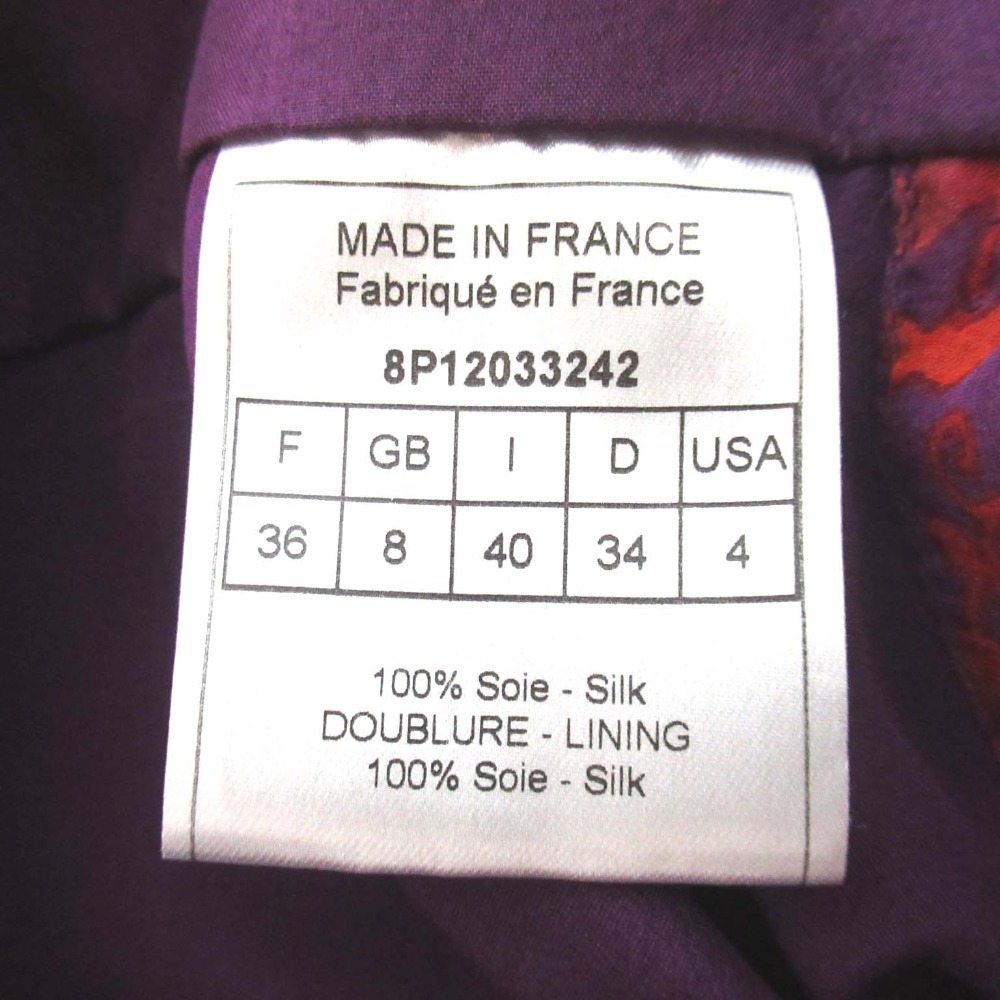 MADE IN FRANCE
Fabriqué en France
8P12033242
F GB I D USA
36 8 40 34 4
100% Soie - Silk
DOUBLURE - LINING
100% Soie - Silk